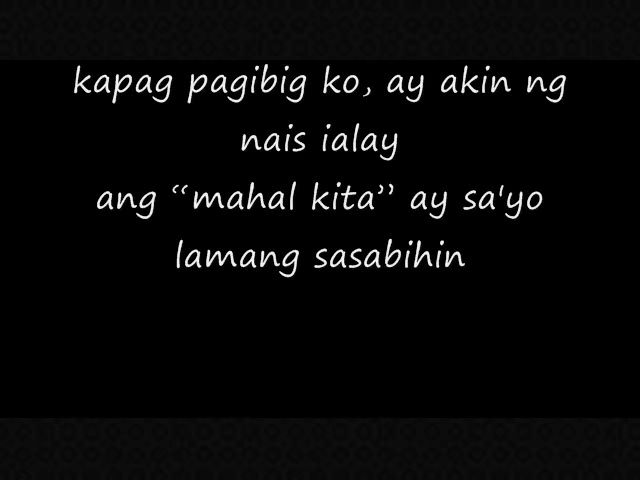 kapag pagibig ko, ay akin ng
nais ialay
ang “mahal kita” ay sa'yo
lamang sasabihin